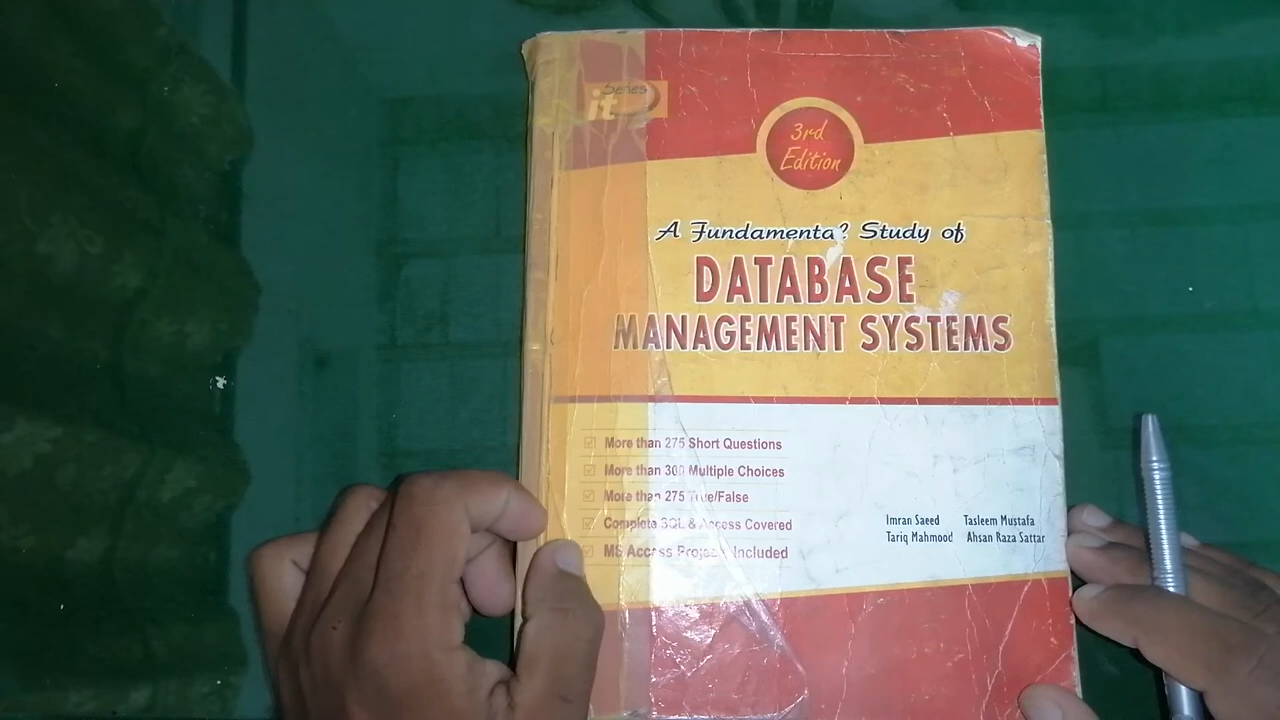 Series
it
3rd
Edition
A Fundamental Study of
DATABASE
MANAGEMENT SYSTEMS
More than 275 Short Questions
More than 300 Multiple Choices
More than 275 True/False
Complete SQL & Access Covered
MS Access Project Included
Imran Saeed Tasleem Mustafa
Tariq Mahmood Ahsan Raza Sattar